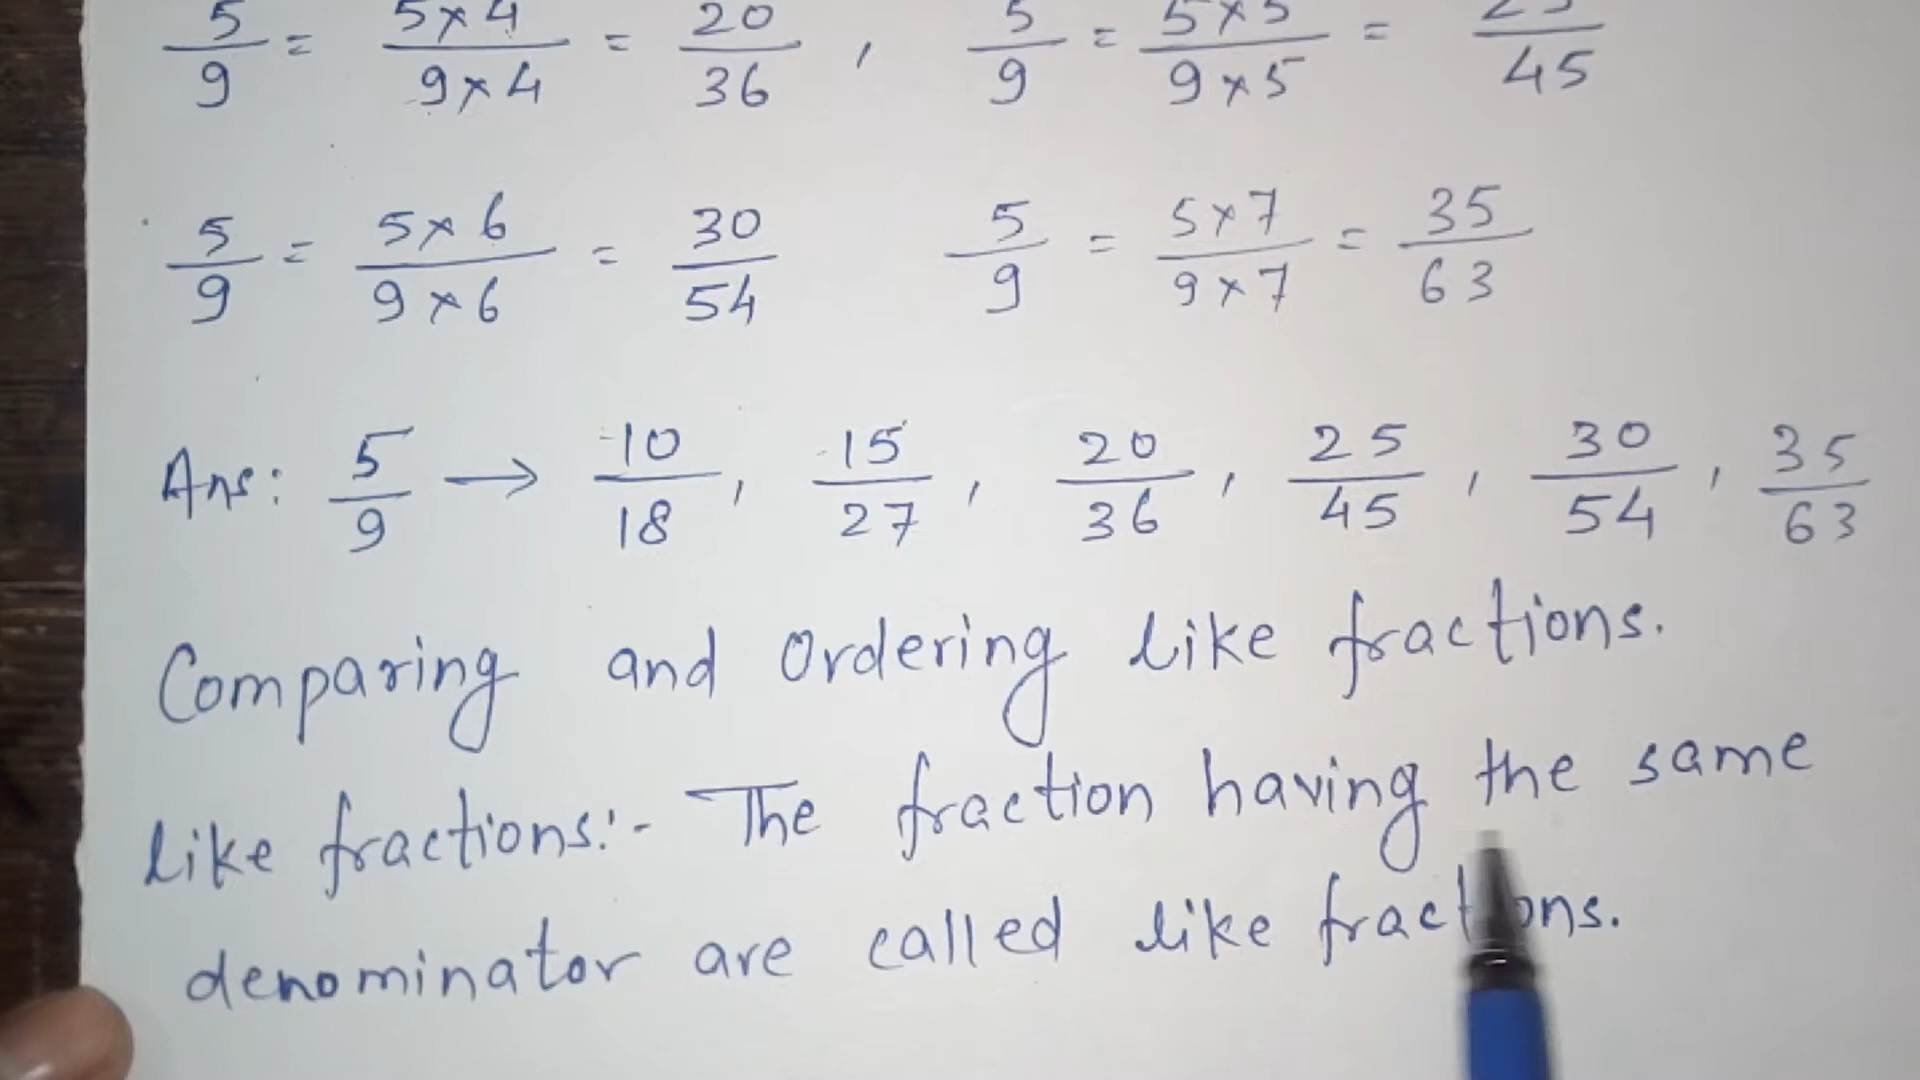 5/9 = 5×4/9×4 = 20/36 , 5/9 = 5×5/9×5 = 25/45
5/9 = 5×6/9×6 = 30/54 5/9 = 5×7/9×7 = 35/63
Ans: 5/9 → 10/18 , 15/27 , 20/36 , 25/45 , 30/54 , 35/63
Comparing and Ordering like fractions.
like fractions:- The fraction having the same
denominator are called like fractions.